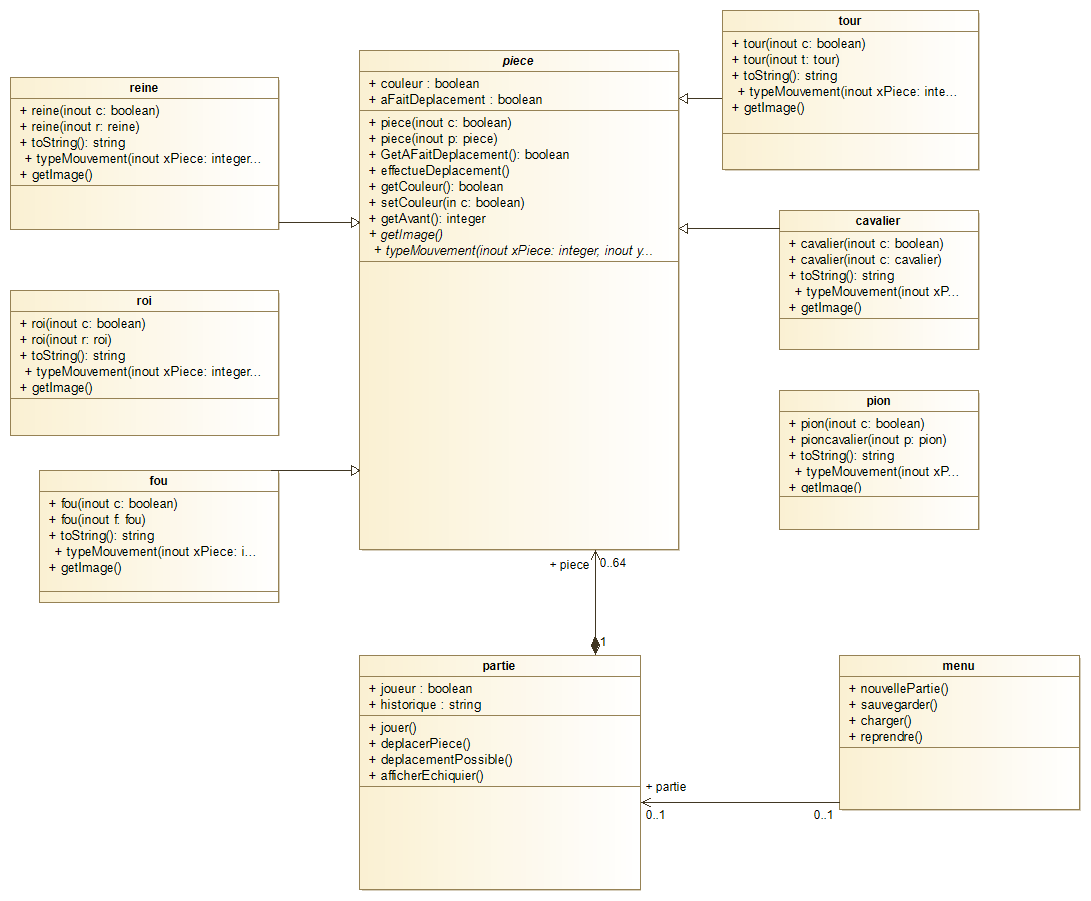 reine
+ reine(inout c: boolean)
+ reine(inout r: reine)
+ toString(): string
+ typeMouvement(inout xPiece: integer...
+ getImage()
roi
+ roi(inout c: boolean)
+ roi(inout r: roi)
+ toString(): string
+ typeMouvement(inout xPiece: integer...
+ getImage()
fou
+ fou(inout c: boolean)
+ fou(inout f: fou)
+ toString(): string
+ typeMouvement(inout xPiece: i...
+ getImage()
piece
+ couleur : boolean
+ aFaitDeplacement : boolean
+ piece(inout c: boolean)
+ piece(inout p: piece)
+ GetAFaitDeplacement(): boolean
+ effectueDeplacement()
+ getCouleur(): boolean
+ setCouleur(in c: boolean)
+ getAvant(): integer
+ getImage()
+ typeMouvement(inout xPiece: integer, inout y...
tour
+ tour(inout c: boolean)
+ tour(inout t: tour)
+ toString(): string
+ typeMouvement(inout xPiece: inte...
+ getImage()
cavalier
+ cavalier(inout c: boolean)
+ cavalier(inout c: cavalier)
+ toString(): string
+ typeMouvement(inout xP...
+ getImage()
pion
+ pion(inout c: boolean)
+ pioncavalier(inout p: pion)
+ toString(): string
+ typeMouvement(inout xP...
+ getImage()
+ piece
0..64
1
partie
+ joueur : boolean
+ historique : string
+ jouer()
+ deplacerPiece()
+ deplacementPossible()
+ afficherEchiquier()
+ partie
0..1
0..1
menu
+ nouvellePartie()
+ sauvegarder()
+ charger()
+ reprendre()